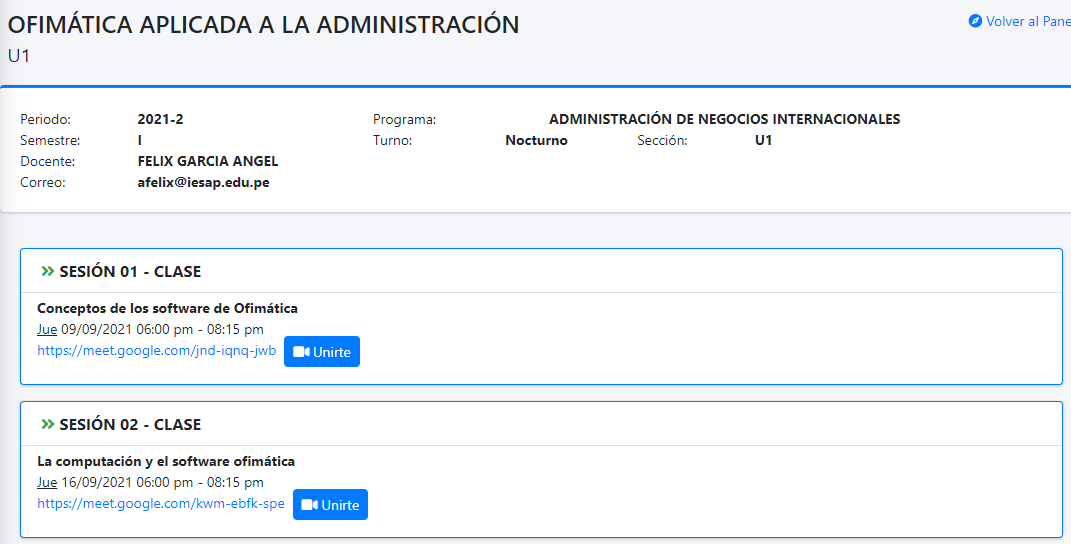 OFIMÁTICA APLICADA A LA ADMINISTRACIÓN
Volver al Pane
U1
Periodo: 2021-2 Programa: ADMINISTRACIÓN DE NEGOCIOS INTERNACIONALES
Semestre: I Turno: Nocturno Sección: U1
Docente: FELIX GARCIA ANGEL
Correo: afelix@iesap.edu.pe
SESIÓN 01 - CLASE
Conceptos de los software de Ofimática
Jue 09/09/2021 06:00 pm - 08:15 pm
https://meet.google.com/jnd-iqnq-jwb Unirte
SESIÓN 02 - CLASE
La computación y el software ofimática
Jue 16/09/2021 06:00 pm - 08:15 pm
https://meet.google.com/kwm-ebfk-spe Unirte